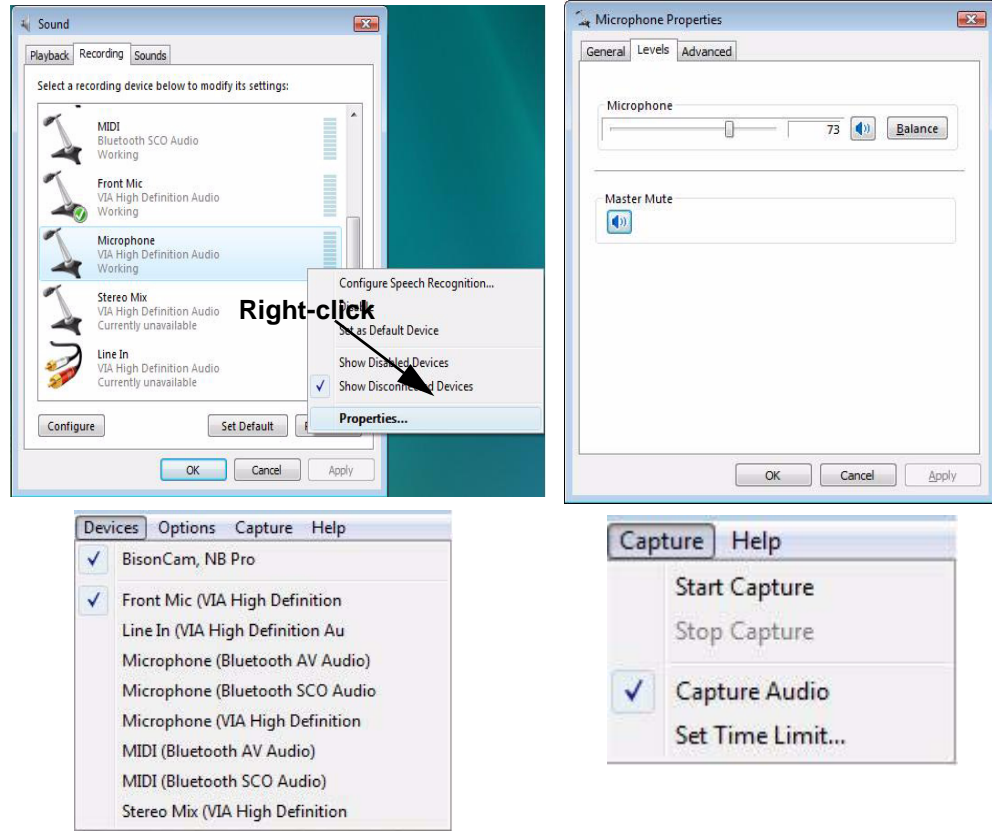 Sound
Playback Recording Sounds
Select a recording device below to modify its settings:
MIDI
Bluetooth SCO Audio
Working
Front Mic
VIA High Definition Audio
Working
Microphone
VIA High Definition Audio
Working
Stereo Mix
VIA High Definition Audio
Currently unavailable
Line In
VIA High Definition Audio
Currently unavailable
Configure Set Default
OK Cancel Apply
Configure Speech Recognition...
Disable
Right-click
Set as Default Device
Show Disabled Devices
Show Disconnected Devices
Properties...
Microphone Properties
General Levels Advanced
Microphone
73 Balance
Master Mute
OK Cancel Apply
Devices Options Capture Help
BisonCam, NB Pro
Front Mic (VIA High Definition
Line In (VIA High Definition Au
Microphone (Bluetooth AV Audio)
Microphone (Bluetooth SCO Audio
Microphone (VIA High Definition
MIDI (Bluetooth AV Audio)
MIDI (Bluetooth SCO Audio)
Stereo Mix (VIA High Definition
Capture Help
Start Capture
Stop Capture
Capture Audio
Set Time Limit...